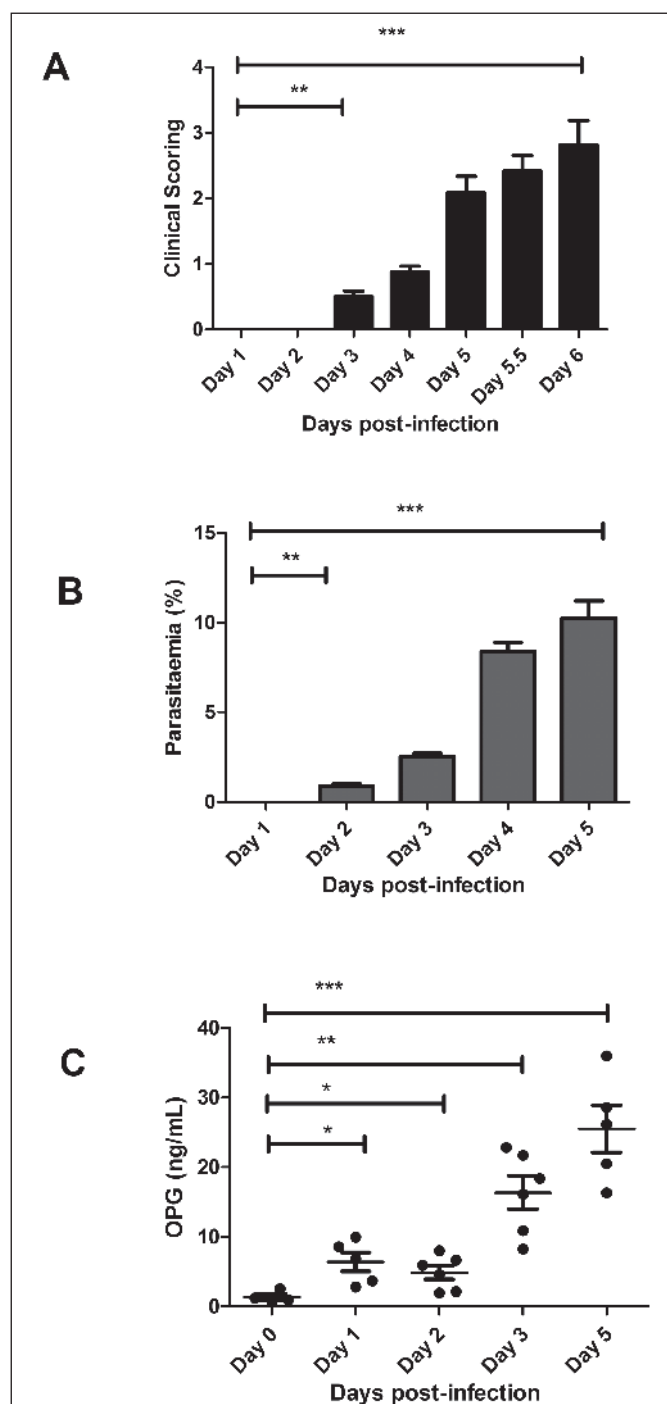 A
***
**
4
3
2
1
0
Clinical Scoring
Day 1 Day 2 Day 3 Day 4 Day 5 Day 5.5 Day 6
Days post-infection
B
***
**
15
10
5
0
Parasitaemia (%)
Day 1 Day 2 Day 3 Day 4 Day 5
Days post-infection
C
***
**
*
*
40
30
20
10
0
OPG (ng/mL)
Day 0 Day 1 Day 2 Day 3 Day 5
Days post-infection